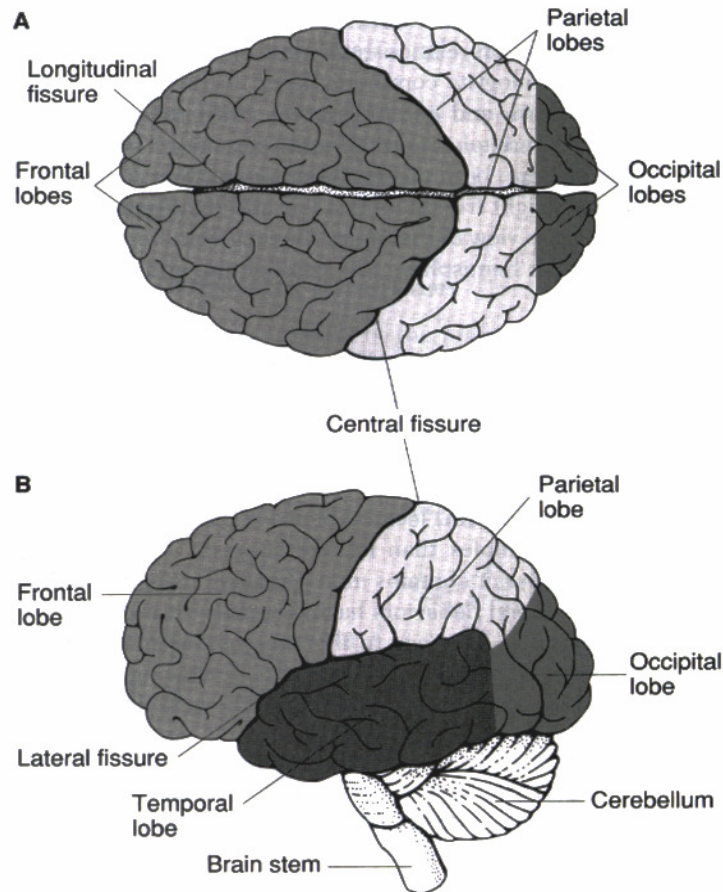 A
Parietal
lobes
Longitudinal
fissure
Frontal
lobes
Occipital
lobes
Central fissure
B
Parietal
lobe
Frontal
lobe
Occipital
lobe
Lateral fissure
Temporal
lobe
Cerebellum
Brain stem